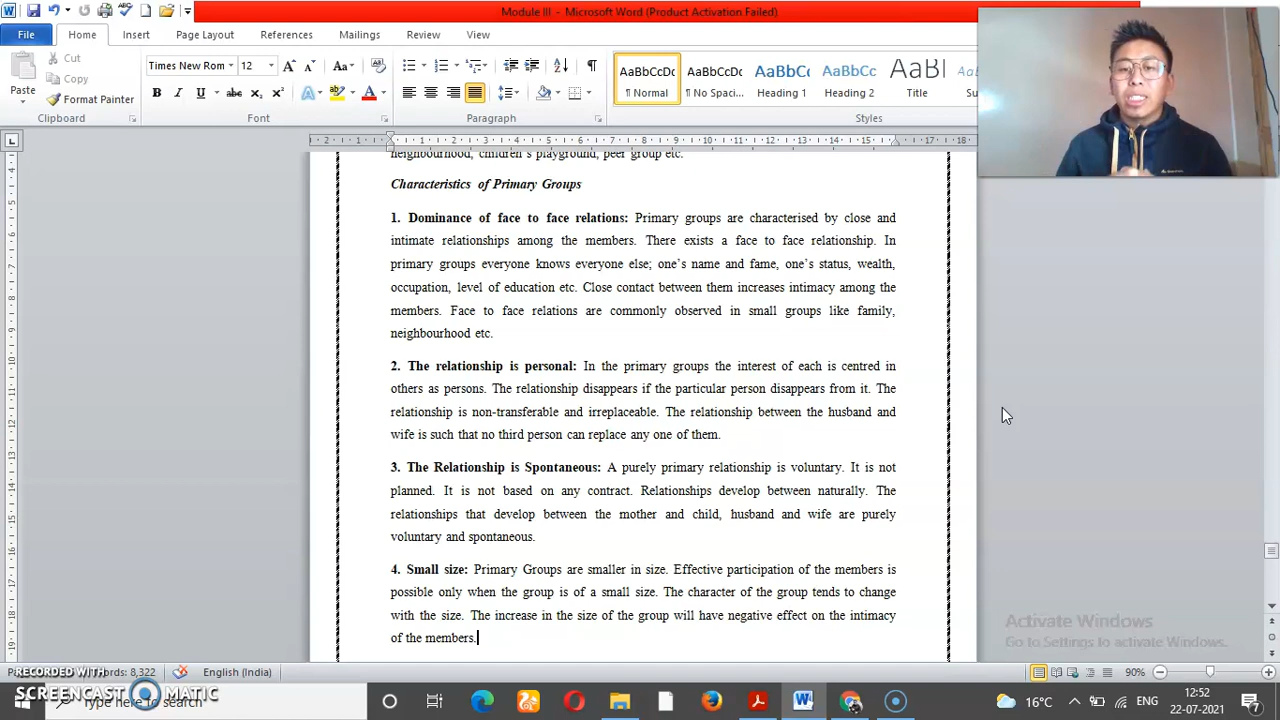 Module III - Microsoft Word (Product Activation Failed)
File Home Insert Page Layout References Mailings Review View
Cut
Copy
Paste
Format Painter
Times New Rom 12
AaBbCcDc AaBbCcDc AaBbCc AaBbCc AaBl
¶ Normal ¶ No Spaci... Heading 1 Heading 2 Title
Clipboard Font Paragraph Styles
neighbourhood, children's playground, peer group etc.
Characteristics of Primary Groups
1. Dominance of face to face relations: Primary groups are characterised by close and
intimate relationships among the members. There exists a face to face relationship. In
primary groups everyone knows everyone else; one's name and fame, one's status, wealth,
occupation, level of education etc. Close contact between them increases intimacy among the
members. Face to face relations are commonly observed in small groups like family,
neighbourhood etc.
2. The relationship is personal: In the primary groups the interest of each is centred in
others as persons. The relationship disappears if the particular person disappears from it. The
relationship is non-transferable and irreplaceable. The relationship between the husband and
wife is such that no third person can replace any one of them.
3. The Relationship is Spontaneous: A purely primary relationship is voluntary. It is not
planned. It is not based on any contract. Relationships develop between naturally. The
relationships that develop between the mother and child, husband and wife are purely
voluntary and spontaneous.
4. Small size: Primary Groups are smaller in size. Effective participation of the members is
possible only when the group is of a small size. The character of the group tends to change
with the size. The increase in the size of the group will have negative effect on the intimacy
of the members.
Activate Windows
Go to Settings to activate Windows.
RECORDED WITH
SCREENCAST MATIC
8,322 English (India) 90%
Type here to search
16°C ENG
12:52
22-07-2021